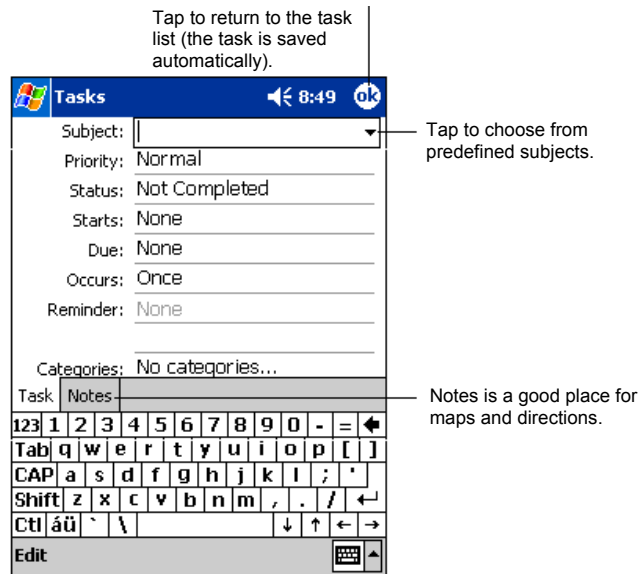 Tap to return to the task
list (the task is saved
automatically).
Tasks 8:49 ok
Subject:
Tap to choose from
predefined subjects.
Priority: Normal
Status: Not Completed
Starts: None
Due: None
Occurs: Once
Reminder: None
Categories: No categories...
Task Notes
Notes is a good place for
maps and directions.
123 1 2 3 4 5 6 7 8 9 0 - = ←
Tab q w e r t y u i o p [ ]
CAP a s d f g h j k l ; '
Shift z x c v b n m , . / ↵
Ctl áü ` \ ↓ ↑ ← →
Edit